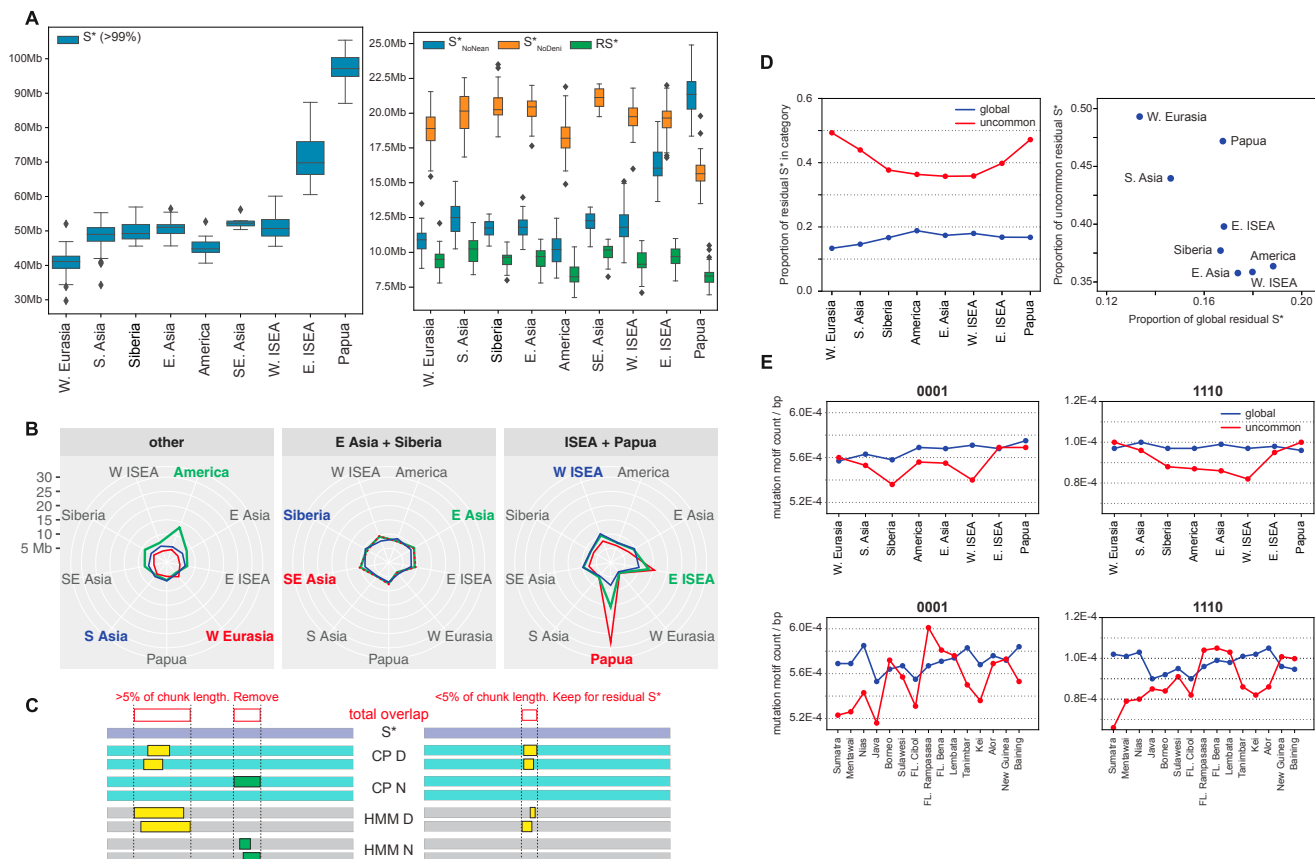 A
S* (>99%)
100Mb
90Mb
80Mb
70Mb
60Mb
50Mb
40Mb
30Mb
W. Eurasia
S. Asia
Siberia
E. Asia
America
SE. Asia
W. ISEA
E. ISEA
Papua
S*NoNean S*NoDeni RS*
25.0Mb
22.5Mb
20.0Mb
17.5Mb
15.0Mb
12.5Mb
10.0Mb
7.5Mb
W. Eurasia
S. Asia
Siberia
E. Asia
America
SE. Asia
W. ISEA
E. ISEA
Papua
B
other
W ISEA America
30
25
20
15
10
5 Mb
Siberia E Asia
SE Asia E ISEA
S Asia W Eurasia
Papua
E Asia + Siberia
W ISEA America
Siberia E Asia
SE Asia E ISEA
S Asia W Eurasia
Papua
ISEA + Papua
W ISEA America
Siberia E Asia
SE Asia E ISEA
S Asia W Eurasia
Papua
C
>5% of chunk length. Remove
<5% of chunk length. Keep for residual S*
total overlap
S*
CP D
CP N
HMM D
HMM N
D
Proportion of residual S* in category
0.6
0.4
0.2
0.0
global
uncommon
W. Eurasia
S. Asia
Siberia
America
E. Asia
W. ISEA
E. ISEA
Papua
Proportion of uncommon residual S*
0.50
0.45
0.40
0.35
W. Eurasia
Papua
S. Asia
E. ISEA
Siberia
America
E. Asia
W. ISEA
0.12 0.16 0.20
Proportion of global residual S*
E
0001
mutation motif count / bp
6.0E-4
5.6E-4
5.2E-4
W. Eurasia
S. Asia
Siberia
America
E. Asia
W. ISEA
E. ISEA
Papua
1110
mutation motif count / bp
1.2E-4
1.0E-4
0.8E-4
global
uncommon
W. Eurasia
S. Asia
Siberia
America
E. Asia
W ISEA
E. ISEA
Papua
0001
mutation motif count / bp
6.0E-4
5.6E-4
5.2E-4
Sumatra
Mentawai
Nias
Java
Borneo
Sulawesi
FL. Cibol
FL. Rampasasa
FL. Bena
Lembata
Tanimbar
Kei
Alor
New Guinea
Baining
1110
mutation motif count / bp
1.2E-4
1.0E-4
0.8E-4
Sumatra
Mentawai
Nias
Java
Borneo
Sulawesi
FL. Cibol
FL. Rampasasa
FL. Bena
Lembata
Tanimbar
Kei
Alor
New Guinea
Baining